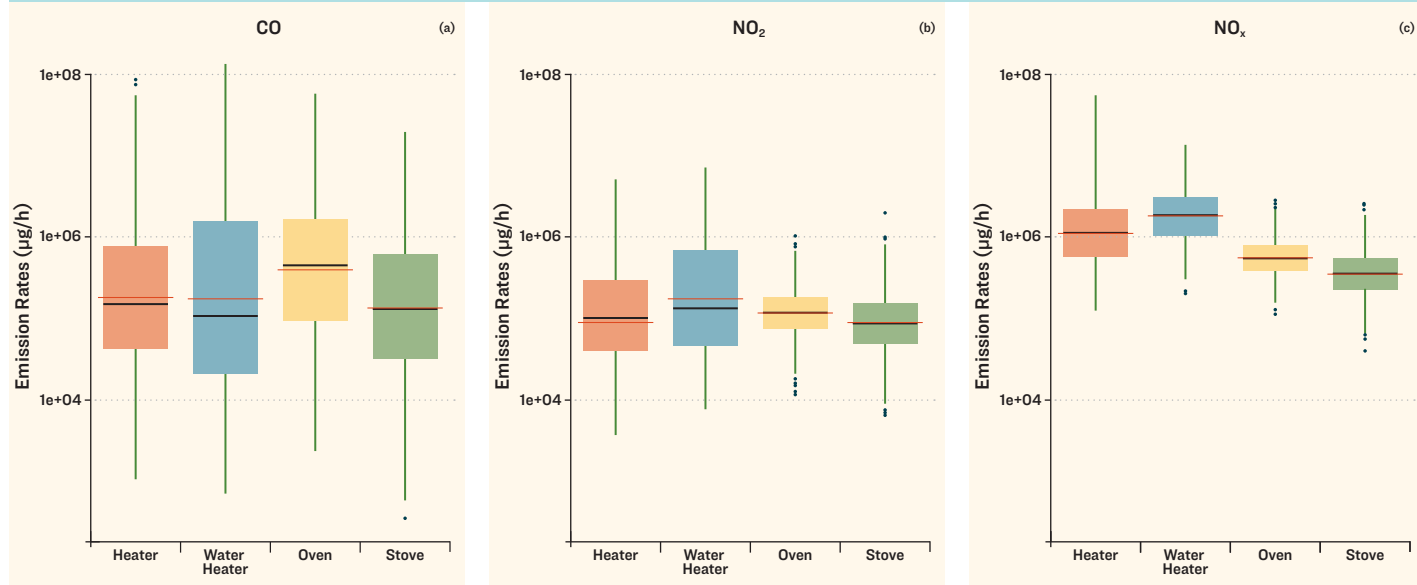 CO
(a)
Emission Rates (µg/h)
1e+08
1e+06
1e+04
Heater
Water
Heater
Oven
Stove
NO₂
(b)
Emission Rates (µg/h)
1e+08
1e+06
1e+04
Heater
Water
Heater
Oven
Stove
NOₓ
(c)
Emission Rates (µg/h)
1e+08
1e+06
1e+04
Heater
Water
Heater
Oven
Stove